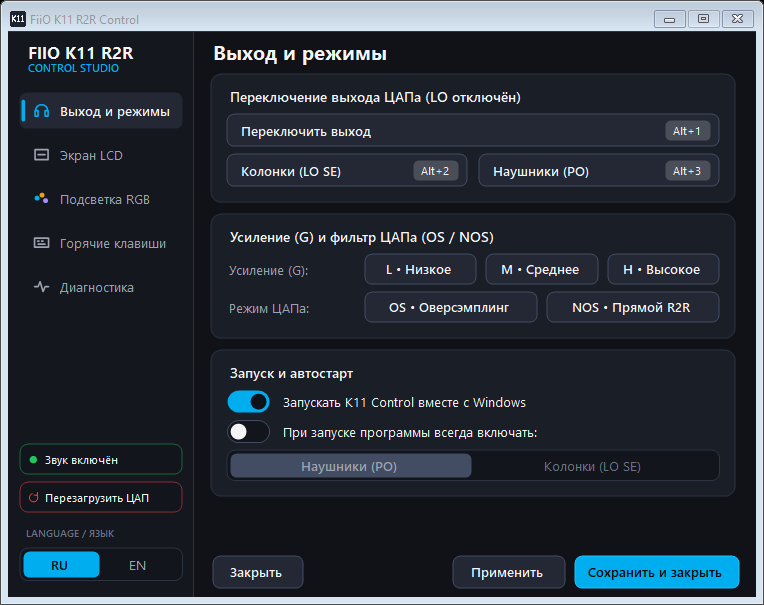 K11 FiiO K11 R2R Control
FIIO K11 R2R
CONTROL STUDIO
Выход и режимы
Экран LCD
Подсветка RGB
Горячие клавиши
Диагностика
Звук включён
Перезагрузить ЦАП
LANGUAGE / ЯЗЫК
RU EN
Выход и режимы
Переключение выхода ЦАПа (LO отключён)
Переключить выход Alt+1
Колонки (LO SE) Alt+2 Наушники (PO) Alt+3
Усиление (G) и фильтр ЦАПа (OS / NOS)
Усиление (G): L • Низкое M • Среднее H • Высокое
Режим ЦАПа: OS • Оверсэмплинг NOS • Прямой R2R
Запуск и автостарт
Запускать K11 Control вместе с Windows
При запуске программы всегда включать:
Наушники (PO) Колонки (LO SE)
Закрыть Применить Сохранить и закрыть